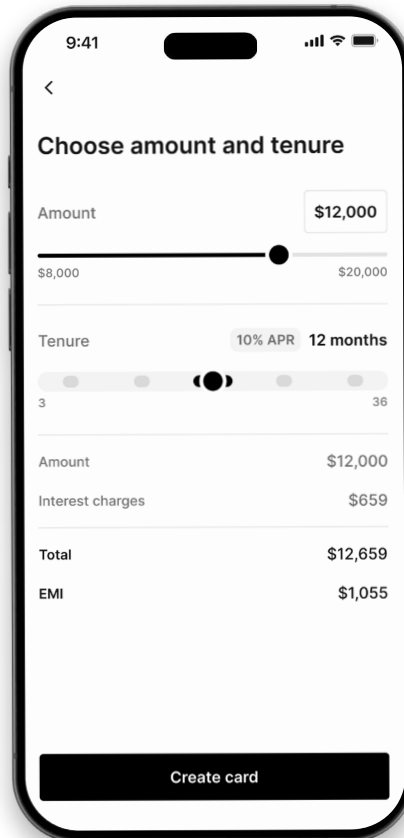 9:41
Choose amount and tenure
Amount $12,000
$8,000 $20,000
Tenure 10% APR 12 months
3 36
Amount $12,000
Interest charges $659
Total $12,659
EMI $1,055
Create card